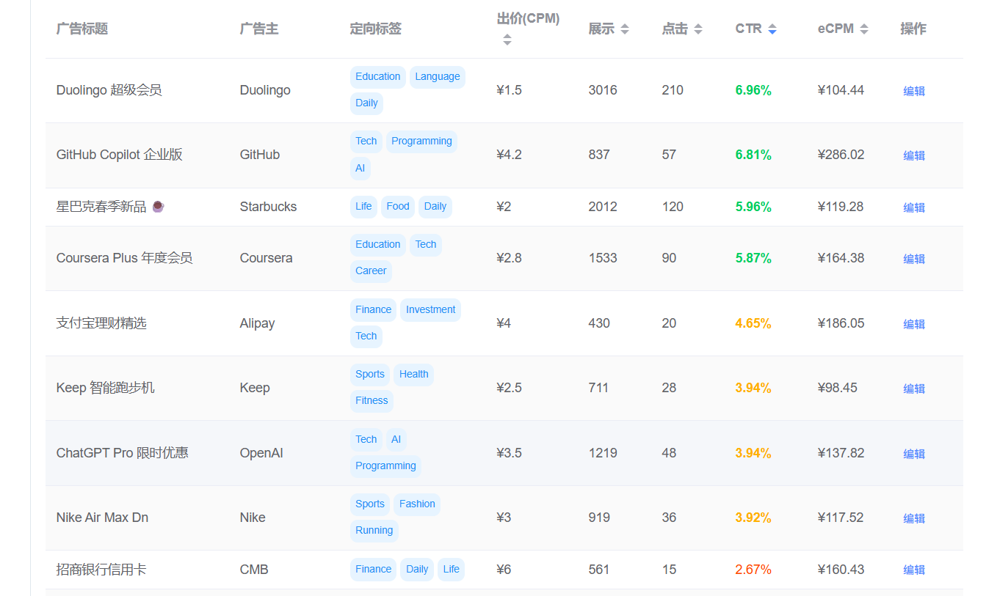 广告标题 广告主 定向标签 出价(CPM) 展示 点击 CTR eCPM 操作
Duolingo 超级会员 Duolingo Education Language Daily ¥1.5 3016 210 6.96% ¥104.44 编辑
GitHub Copilot 企业版 GitHub Tech Programming AI ¥4.2 837 57 6.81% ¥286.02 编辑
星巴克春季新品 Starbucks Life Food Daily ¥2 2012 120 5.96% ¥119.28 编辑
Coursera Plus 年度会员 Coursera Education Tech Career ¥2.8 1533 90 5.87% ¥164.38 编辑
支付宝理财精选 Alipay Finance Investment Tech ¥4 430 20 4.65% ¥186.05 编辑
Keep 智能跑步机 Keep Sports Health Fitness ¥2.5 711 28 3.94% ¥98.45 编辑
ChatGPT Pro 限时优惠 OpenAI Tech AI Programming ¥3.5 1219 48 3.94% ¥137.82 编辑
Nike Air Max Dn Nike Sports Fashion Running ¥3 919 36 3.92% ¥117.52 编辑
招商银行信用卡 CMB Finance Daily Life ¥6 561 15 2.67% ¥160.43 编辑